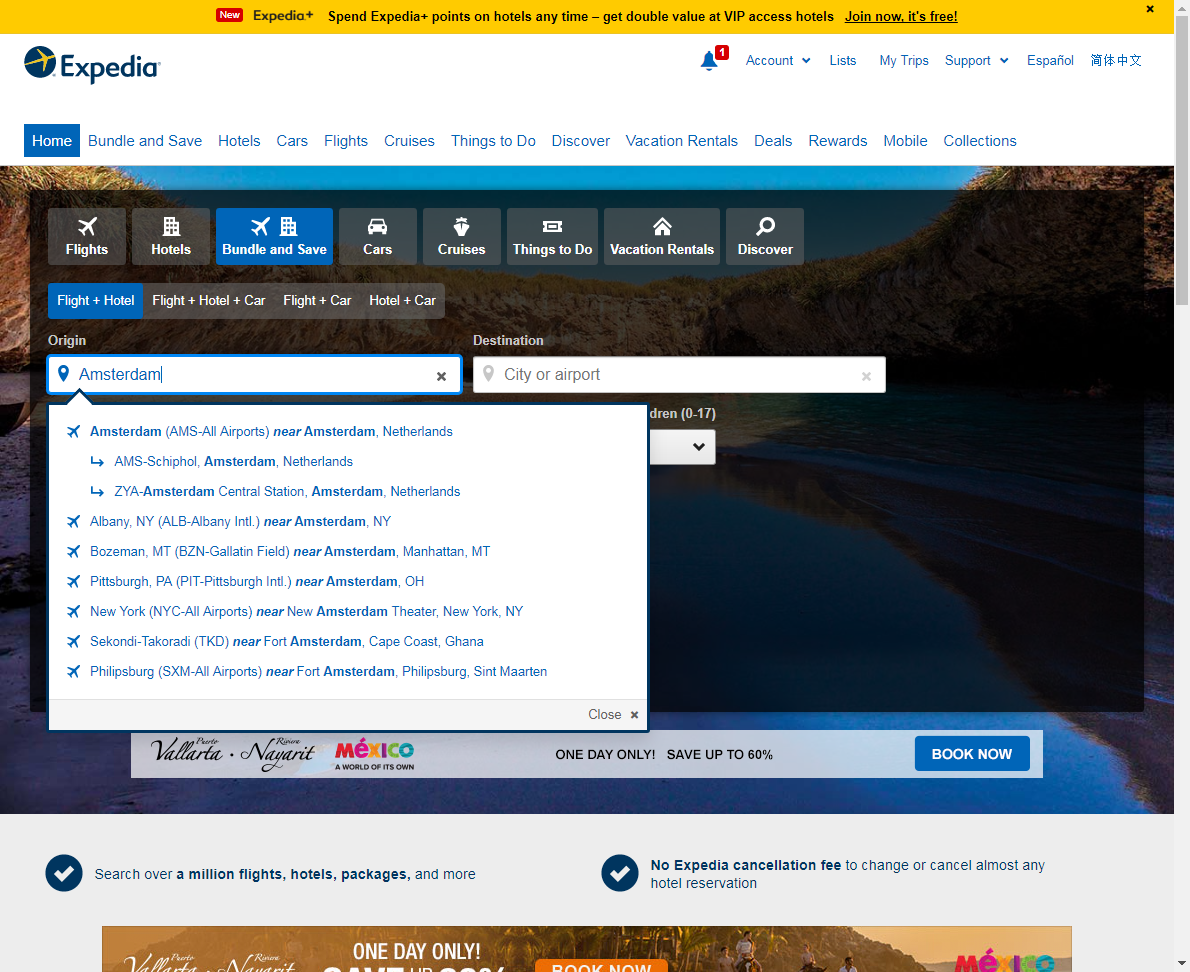 New Expedia+ Spend Expedia+ points on hotels any time – get double value at VIP access hotels Join now, it's free!
Expedia
1 Account Lists My Trips Support Español 简体中文
Home Bundle and Save Hotels Cars Flights Cruises Things to Do Discover Vacation Rentals Deals Rewards Mobile Collections
Flights Hotels Bundle and Save Cars Cruises Things to Do Vacation Rentals Discover
Flight + Hotel Flight + Hotel + Car Flight + Car Hotel + Car
Origin Destination
Amsterdam City or airport
dren (0-17)
Amsterdam (AMS-All Airports) near Amsterdam, Netherlands
AMS-Schiphol, Amsterdam, Netherlands
ZYA-Amsterdam Central Station, Amsterdam, Netherlands
Albany, NY (ALB-Albany Intl.) near Amsterdam, NY
Bozeman, MT (BZN-Gallatin Field) near Amsterdam, Manhattan, MT
Pittsburgh, PA (PIT-Pittsburgh Intl.) near Amsterdam, OH
New York (NYC-All Airports) near New Amsterdam Theater, New York, NY
Sekondi-Takoradi (TKD) near Fort Amsterdam, Cape Coast, Ghana
Philipsburg (SXM-All Airports) near Fort Amsterdam, Philipsburg, Sint Maarten
Close
Puerto Vallarta · Riviera Nayarit MéXICO A WORLD OF ITS OWN ONE DAY ONLY! SAVE UP TO 60% BOOK NOW
Search over a million flights, hotels, packages, and more
No Expedia cancellation fee to change or cancel almost any
hotel reservation
ONE DAY ONLY!
Puerto Vallarta · Riviera Nayarit SAVE UP BOOK NOW MéXICO